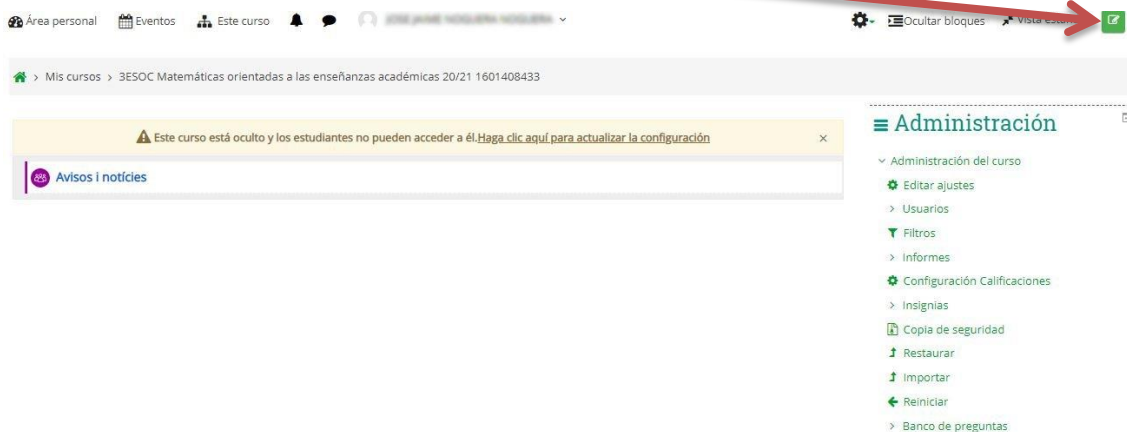 Área personal Eventos Este curso
Ocultar bloques Vista
Mis cursos > 3ESOC Matemáticas orientadas a las enseñanzas académicas 20/21 1601408433
Este curso está oculto y los estudiantes no pueden acceder a él.Haga clic aquí para actualizar la configuración ×
Avisos i notícies
Administración
Administración del curso
Editar ajustes
Usuarios
Filtros
Informes
Configuración Calificaciones
Insignias
Copia de seguridad
Restaurar
Importar
Reiniciar
Banco de preguntas